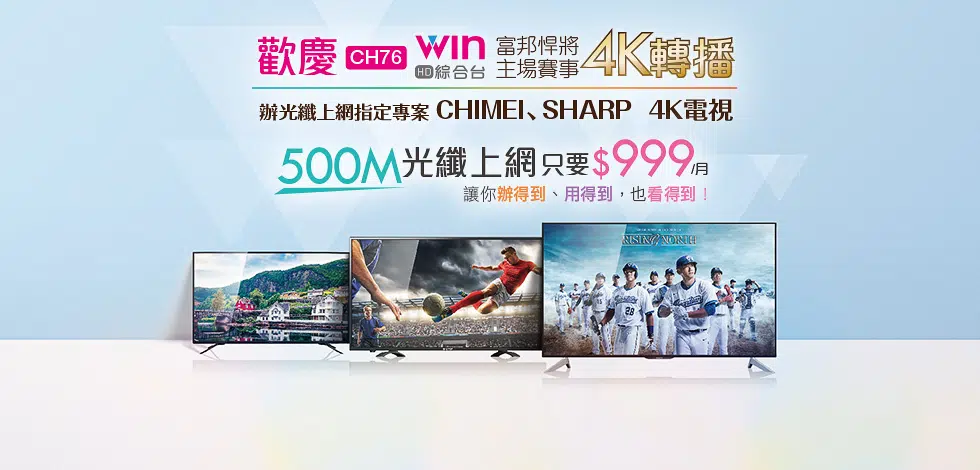 歡慶 CH76 Win HD綜合台 富邦悍將主場賽事 4K轉播
辦光纖上網指定專案 CHIMEI、SHARP 4K電視
500M光纖上網只要$999/月
讓你辦得到、用得到，也看得到！
RISING NORTH
28